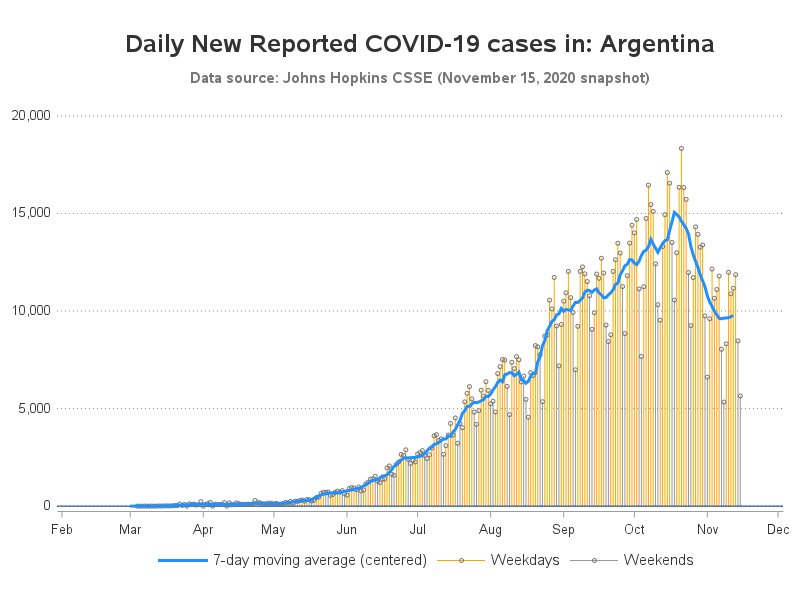 Daily New Reported COVID-19 cases in: Argentina
Data source: Johns Hopkins CSSE (November 15, 2020 snapshot)
20,000
15,000
10,000
5,000
0
Feb Mar Apr May Jun Jul Aug Sep Oct Nov Dec
7-day moving average (centered) Weekdays Weekends